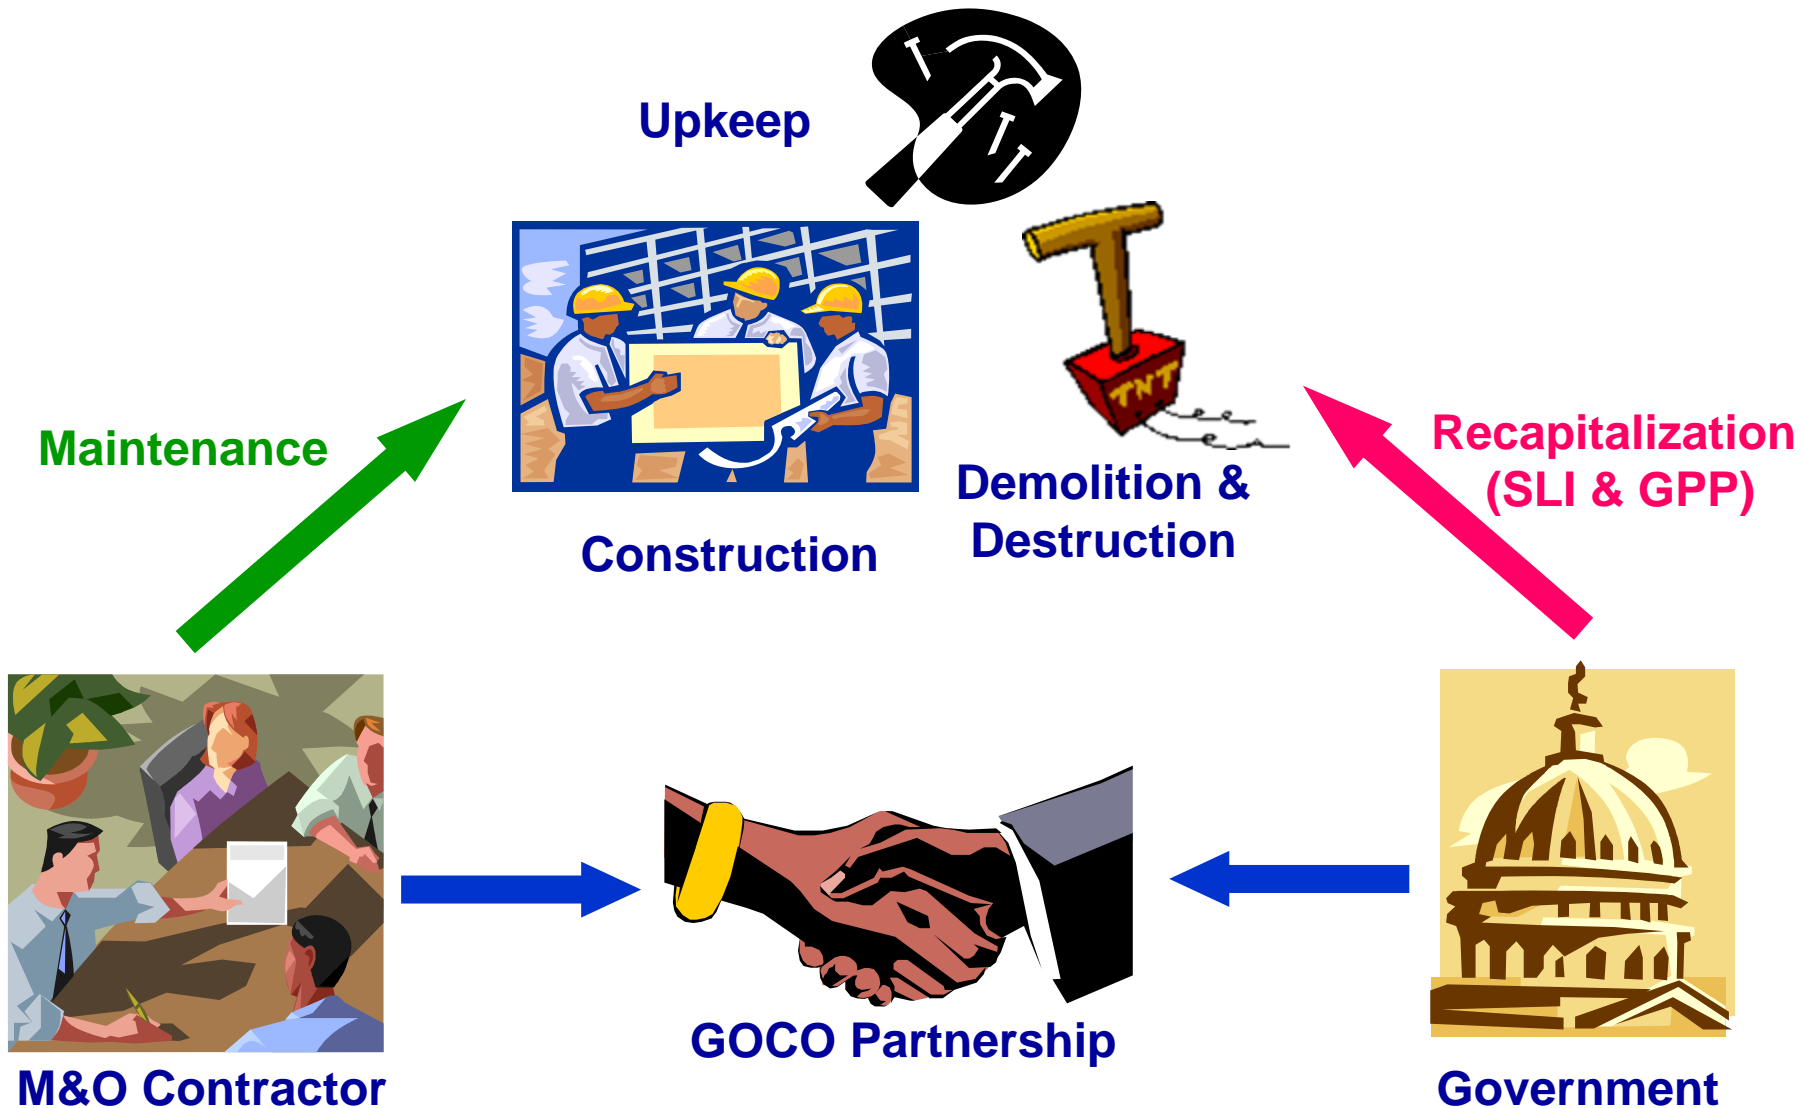 Upkeep
TNT
Maintenance
Recapitalization
(SLI & GPP)
Demolition &
Destruction
Construction
GOCO Partnership
M&O Contractor
Government